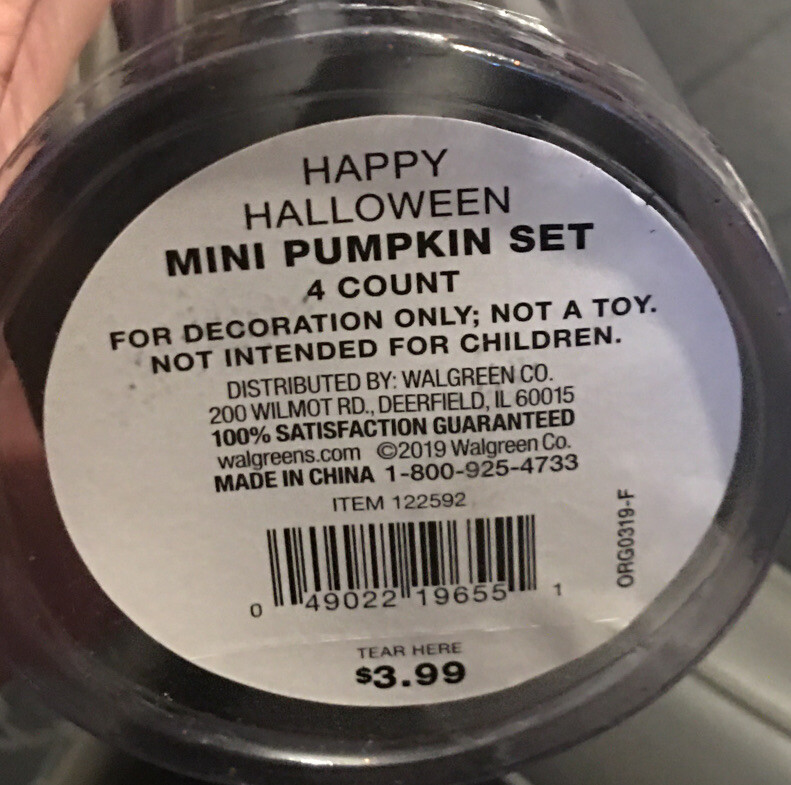 HAPPY
HALLOWEEN
MINI PUMPKIN SET
4 COUNT
FOR DECORATION ONLY; NOT A TOY.
NOT INTENDED FOR CHILDREN.
DISTRIBUTED BY: WALGREEN CO.
200 WILMOT RD., DEERFIELD, IL 60015
100% SATISFACTION GUARANTEED
walgreens.com ©2019 Walgreen Co.
MADE IN CHINA 1-800-925-4733
ITEM 122592
ORG0319-F
0 49022 19655 1
TEAR HERE
$3.99